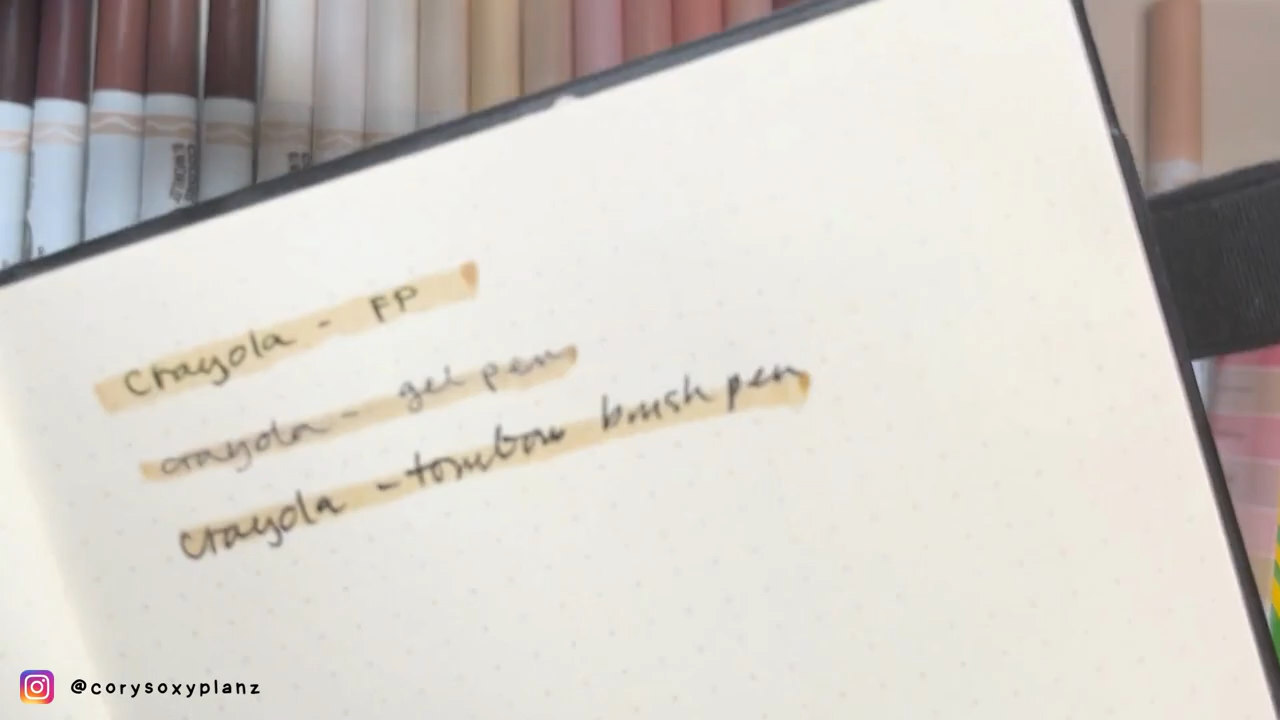 Crayola - FP
crayola - gel pen
crayola - tombow brush pen
@corysoxyplanz